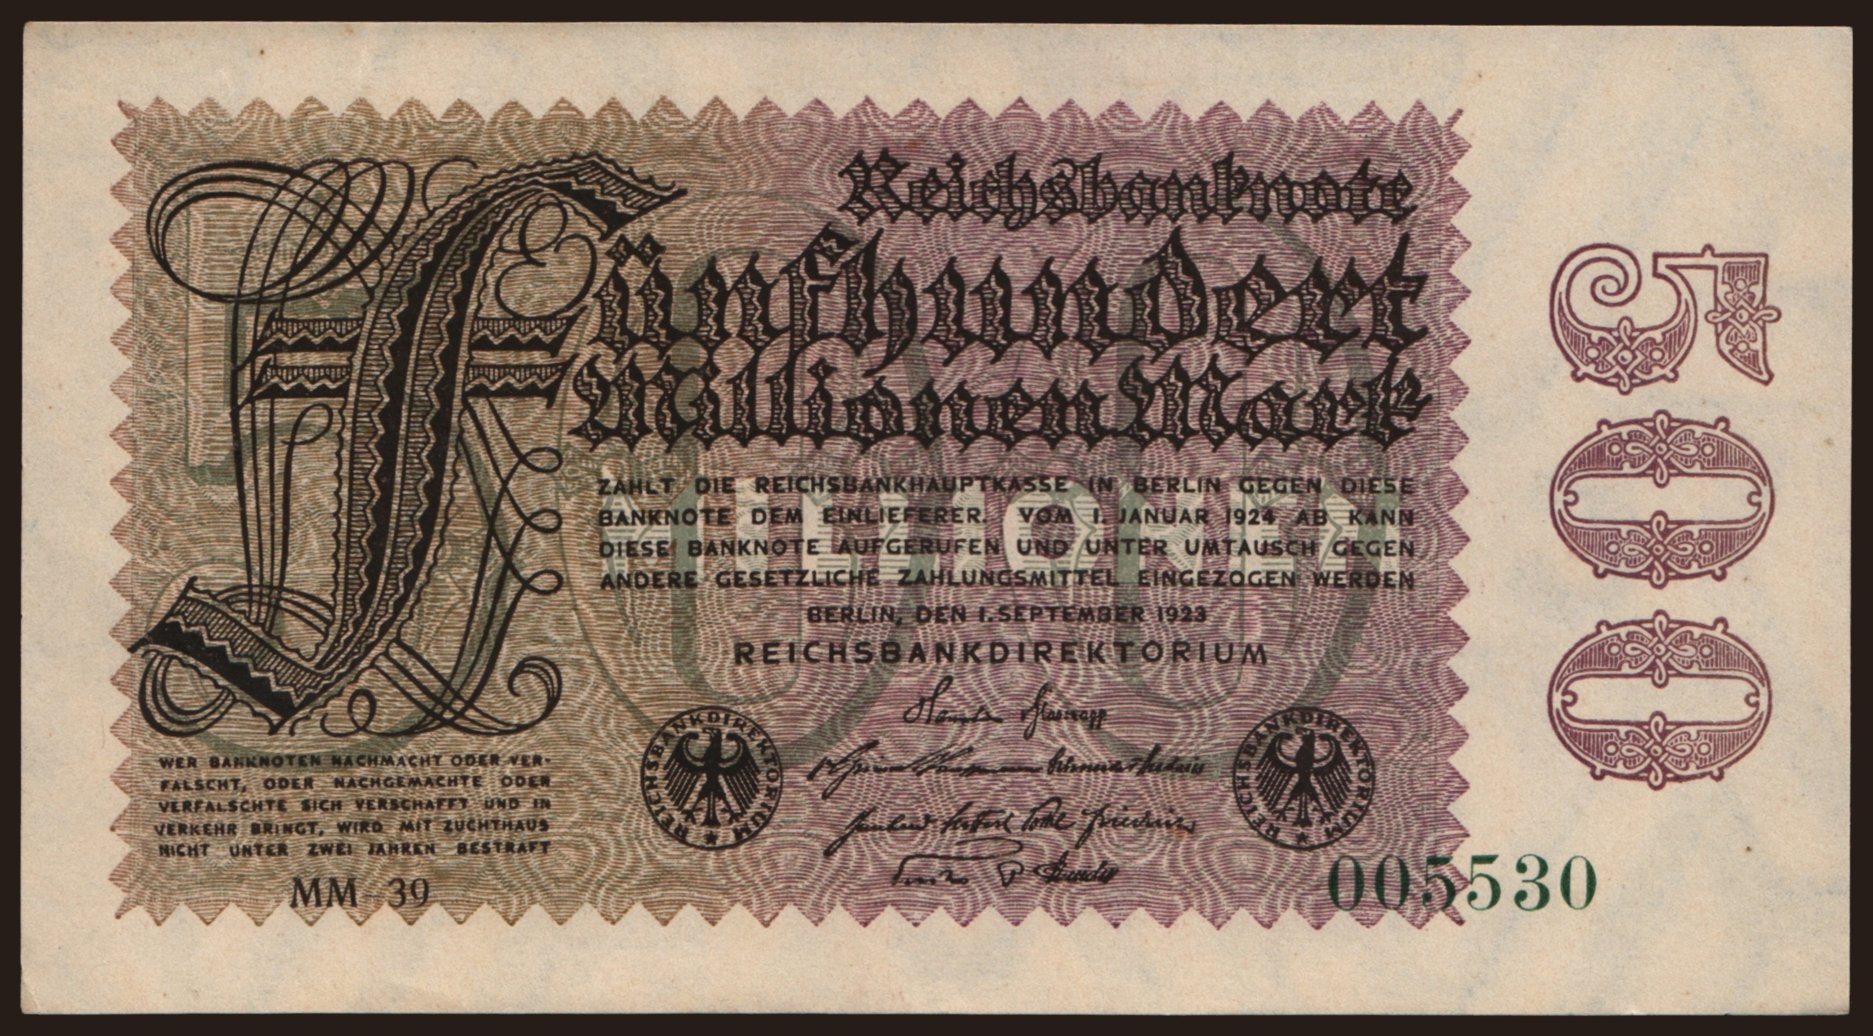 Reichsbanknote
Fünfhundert
Millionen Mark
500
ZAHLT DIE REICHSBANKHAUPTKASSE IN BERLIN GEGEN DIESE
BANKNOTE DEM EINLIEFERER. VOM 1. JANUAR 1924 AB KANN
DIESE BANKNOTE AUFGERUFEN UND UNTER UMTAUSCH GEGEN
ANDERE GESETZLICHE ZAHLUNGSMITTEL EINGEZOGEN WERDEN
BERLIN, DEN 1. SEPTEMBER 1923
REICHSBANKDIREKTORIUM
REICHSBANKDIREKTORIUM
REICHSBANKDIREKTORIUM
WER BANKNOTEN NACHMACHT ODER VER-
FALSCHT, ODER NACHGEMACHTE ODER
VERFALSCHTE SICH VERSCHAFFT UND IN
VERKEHR BRINGT, WIRD MIT ZUCHTHAUS
NICHT UNTER ZWEI JAHREN BESTRAFT
MM-39
005530